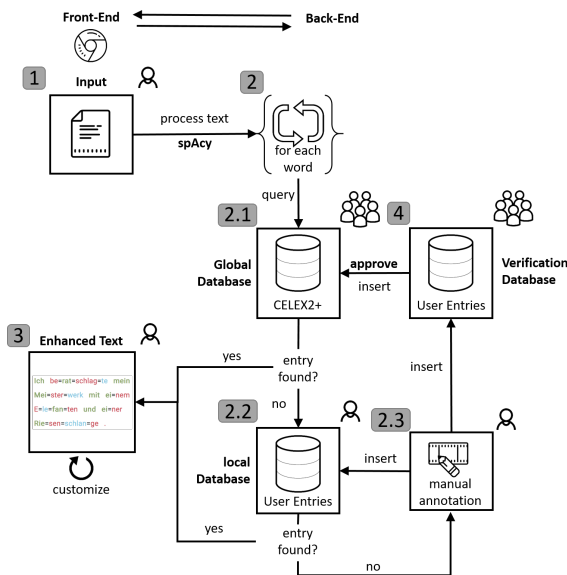 Front-End
Back-End
1
Input
2
process text
spAcy
for each
word
query
2.1
4
Global
Database
CELEX2+
approve
insert
User Entries
Verification
Database
3
Enhanced Text
Ich be=rat=schlag=te mein
Mei=ster=werk mit ei=nem
E=le=fan=ten und ei=ner
Rie=sen=schlan=ge .
customize
yes
entry
found?
no
insert
2.2
local
Database
User Entries
insert
2.3
manual
annotation
yes
entry
found?
no